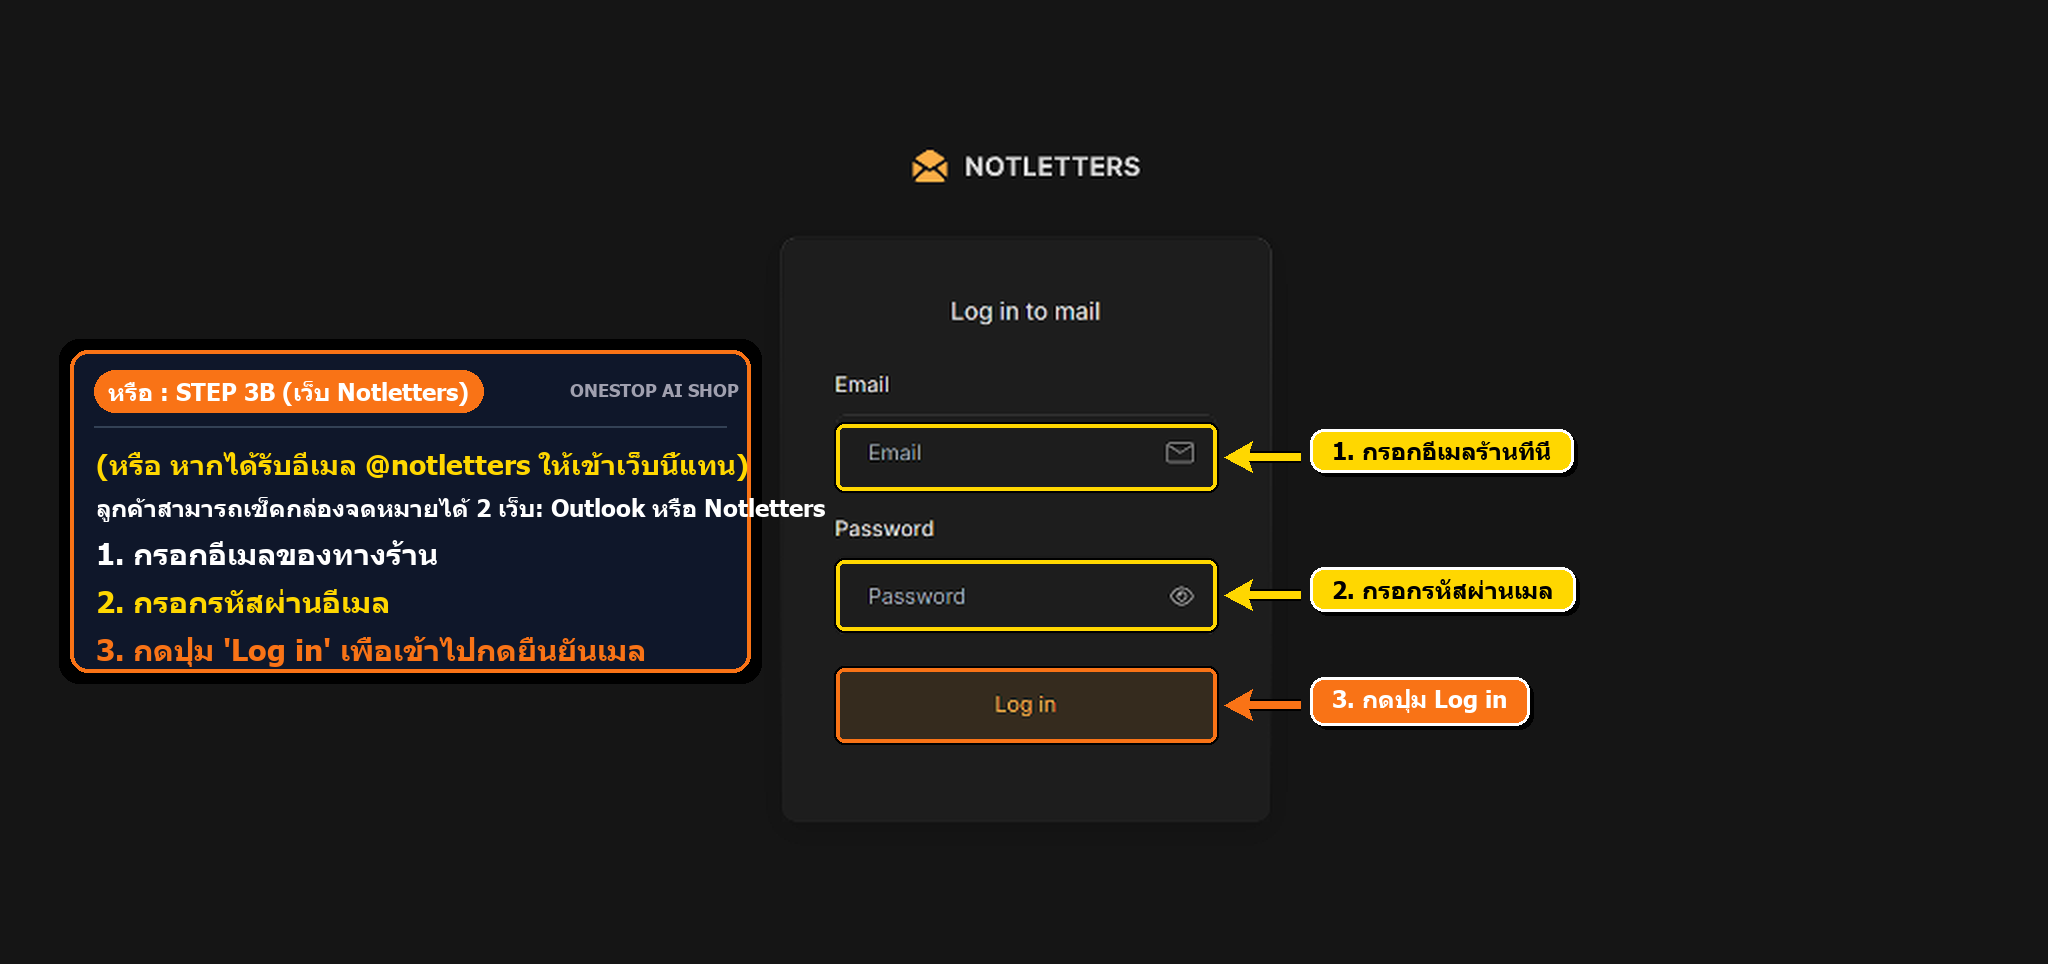 NOTLETTERS
Log in to mail
หรือ : STEP 3B (เว็บ Notletters)
ONESTOP AI SHOP
(หรือ หากได้รับอีเมล @notletters ให้เข้าเว็บนี้แทน)
ลูกค้าสามารถเช็คกล่องจดหมายได้ 2 เว็บ: Outlook หรือ Notletters
1. กรอกอีเมลของทางร้าน
2. กรอกรหัสผ่านอีเมล
3. กดปุ่ม 'Log in' เพื่อเข้าไปกดยืนยันเมล
Email
Email
1. กรอกอีเมลร้านที่นี่
Password
Password
2. กรอกรหัสผ่านเมล
Log in
3. กดปุ่ม Log in